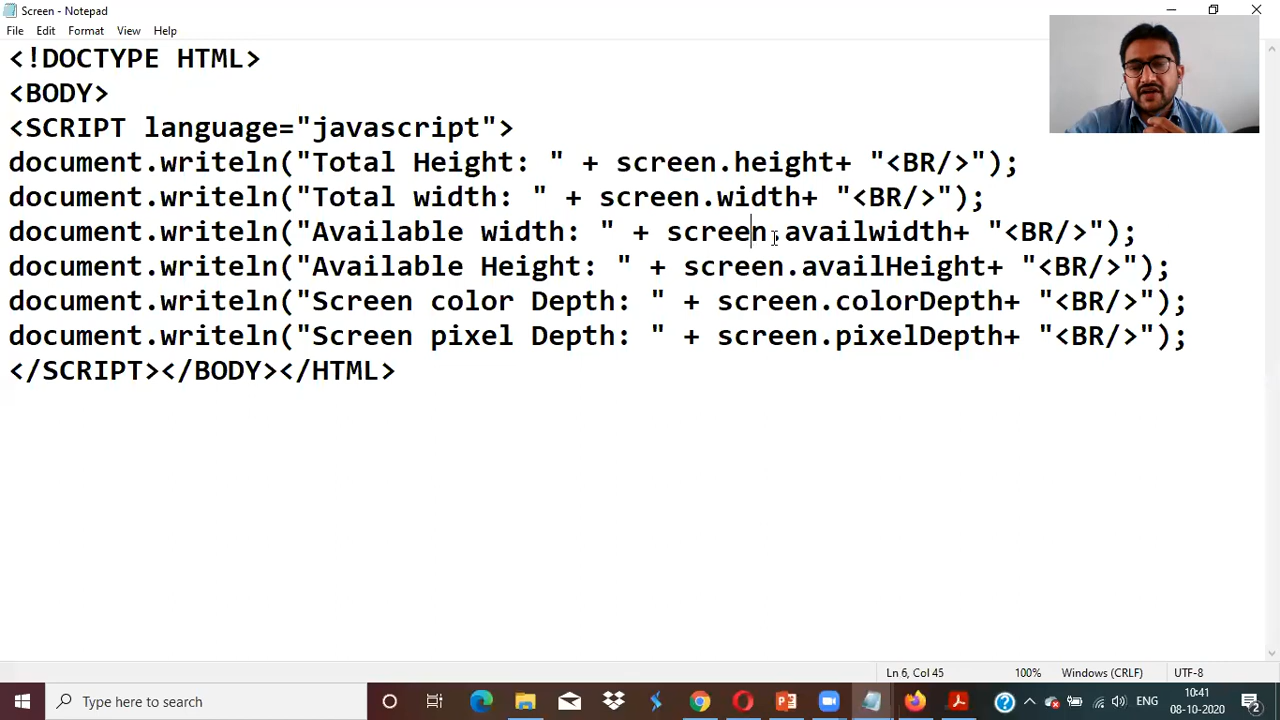 Screen - Notepad
File Edit Format View Help
<!DOCTYPE HTML>
<BODY>
<SCRIPT language="javascript">
document.writeln("Total Height: " + screen.height+ "<BR/>");
document.writeln("Total width: " + screen.width+ "<BR/>");
document.writeln("Available width: " + screen.availwidth+ "<BR/>");
document.writeln("Available Height: " + screen.availHeight+ "<BR/>");
document.writeln("Screen color Depth: " + screen.colorDepth+ "<BR/>");
document.writeln("Screen pixel Depth: " + screen.pixelDepth+ "<BR/>");
</SCRIPT></BODY></HTML>
Ln 6, Col 45 100% Windows (CRLF) UTF-8
Type here to search
ENG
10:41
08-10-2020
2